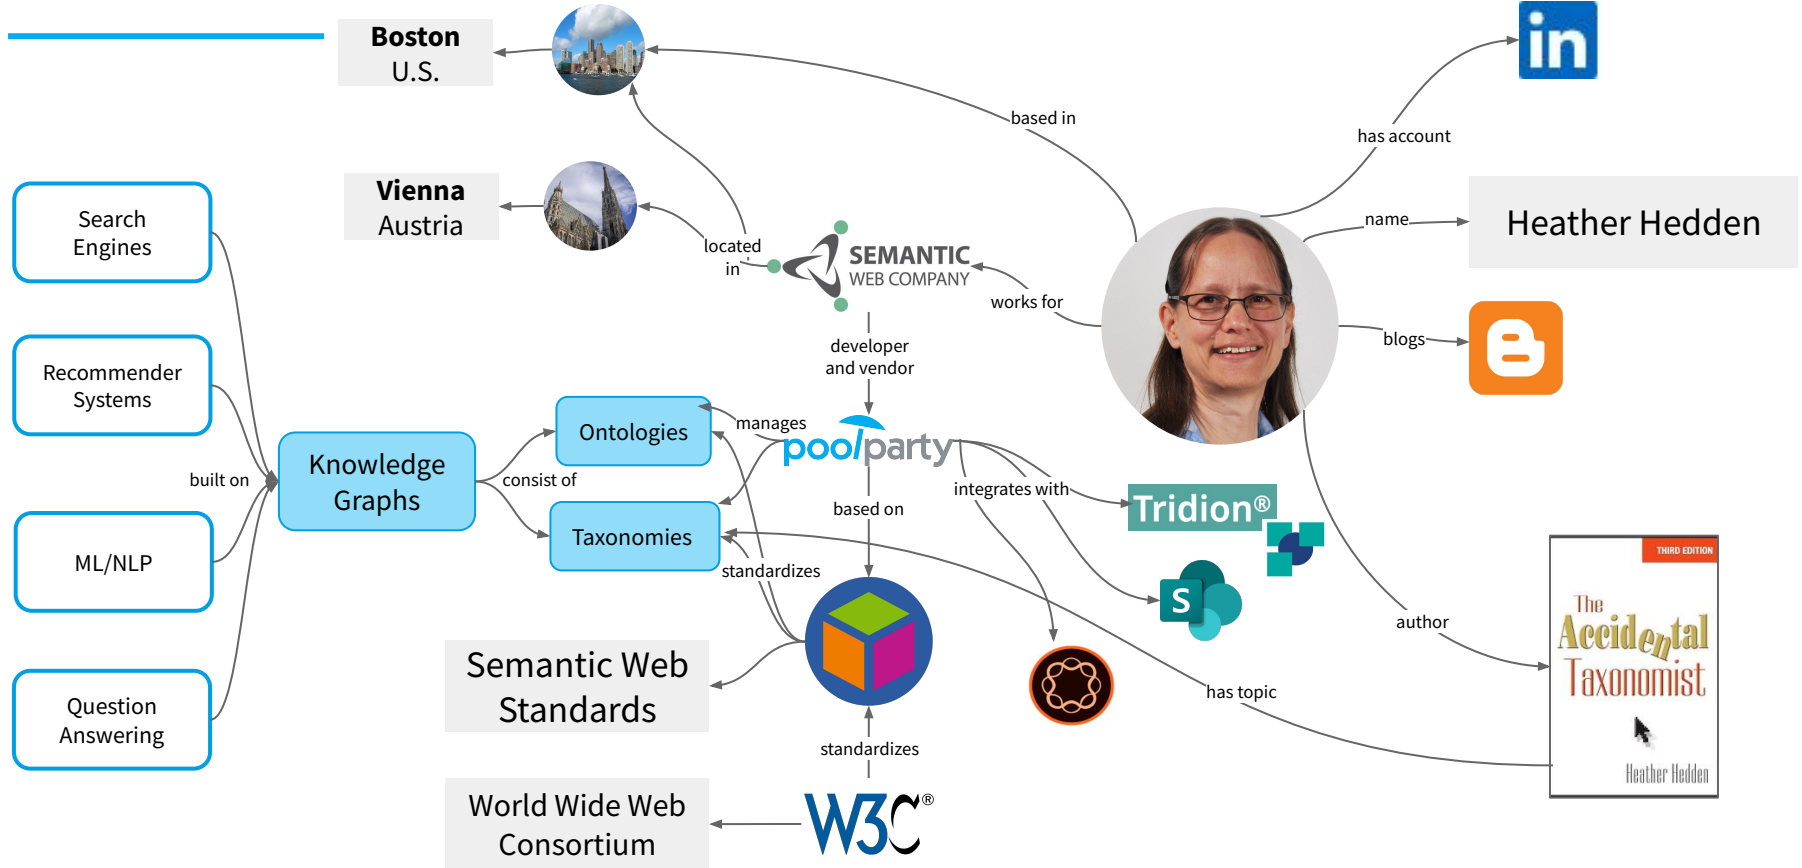 Boston
U.S.
Vienna
Austria
based in
has account
in
name
Heather Hedden
blogs
located
in
SEMANTIC
WEB COMPANY
works for
developer
and vendor
Search
Engines
Recommender
Systems
ML/NLP
Question
Answering
built on
Knowledge
Graphs
consist of
Ontologies
Taxonomies
manages
poolparty
integrates with
based on
standardizes
Tridion®
S
Semantic Web
Standards
standardizes
World Wide Web
Consortium
W3C®
author
has topic
THIRD EDITION
The
Accidental
Taxonomist
Heather Hedden